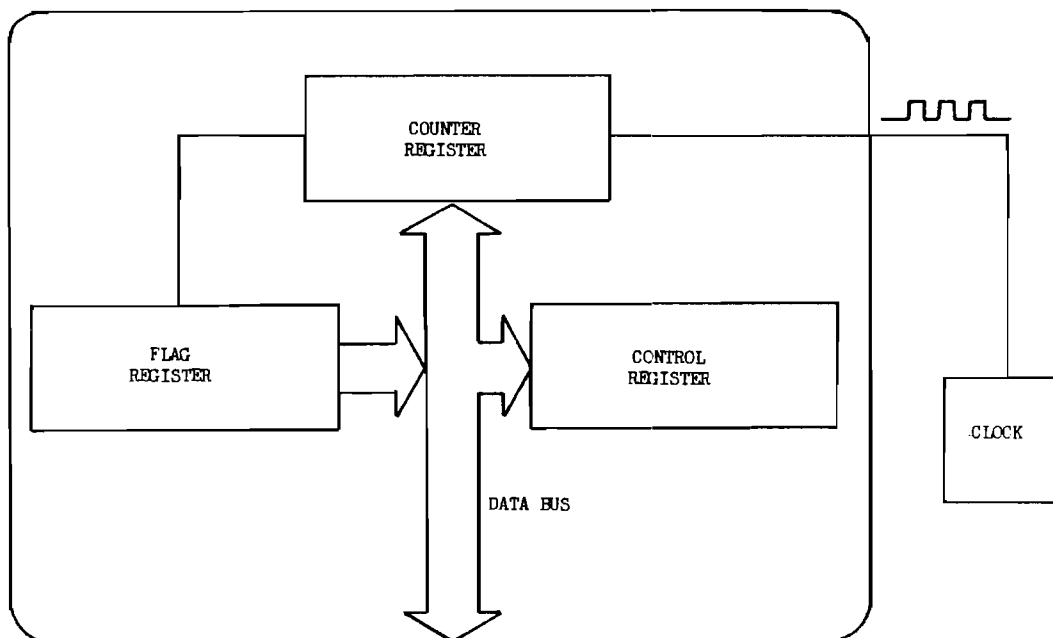 COUNTER
REGISTER
FLAG
REGISTER
CONTROL
REGISTER
CLOCK
DATA BUS